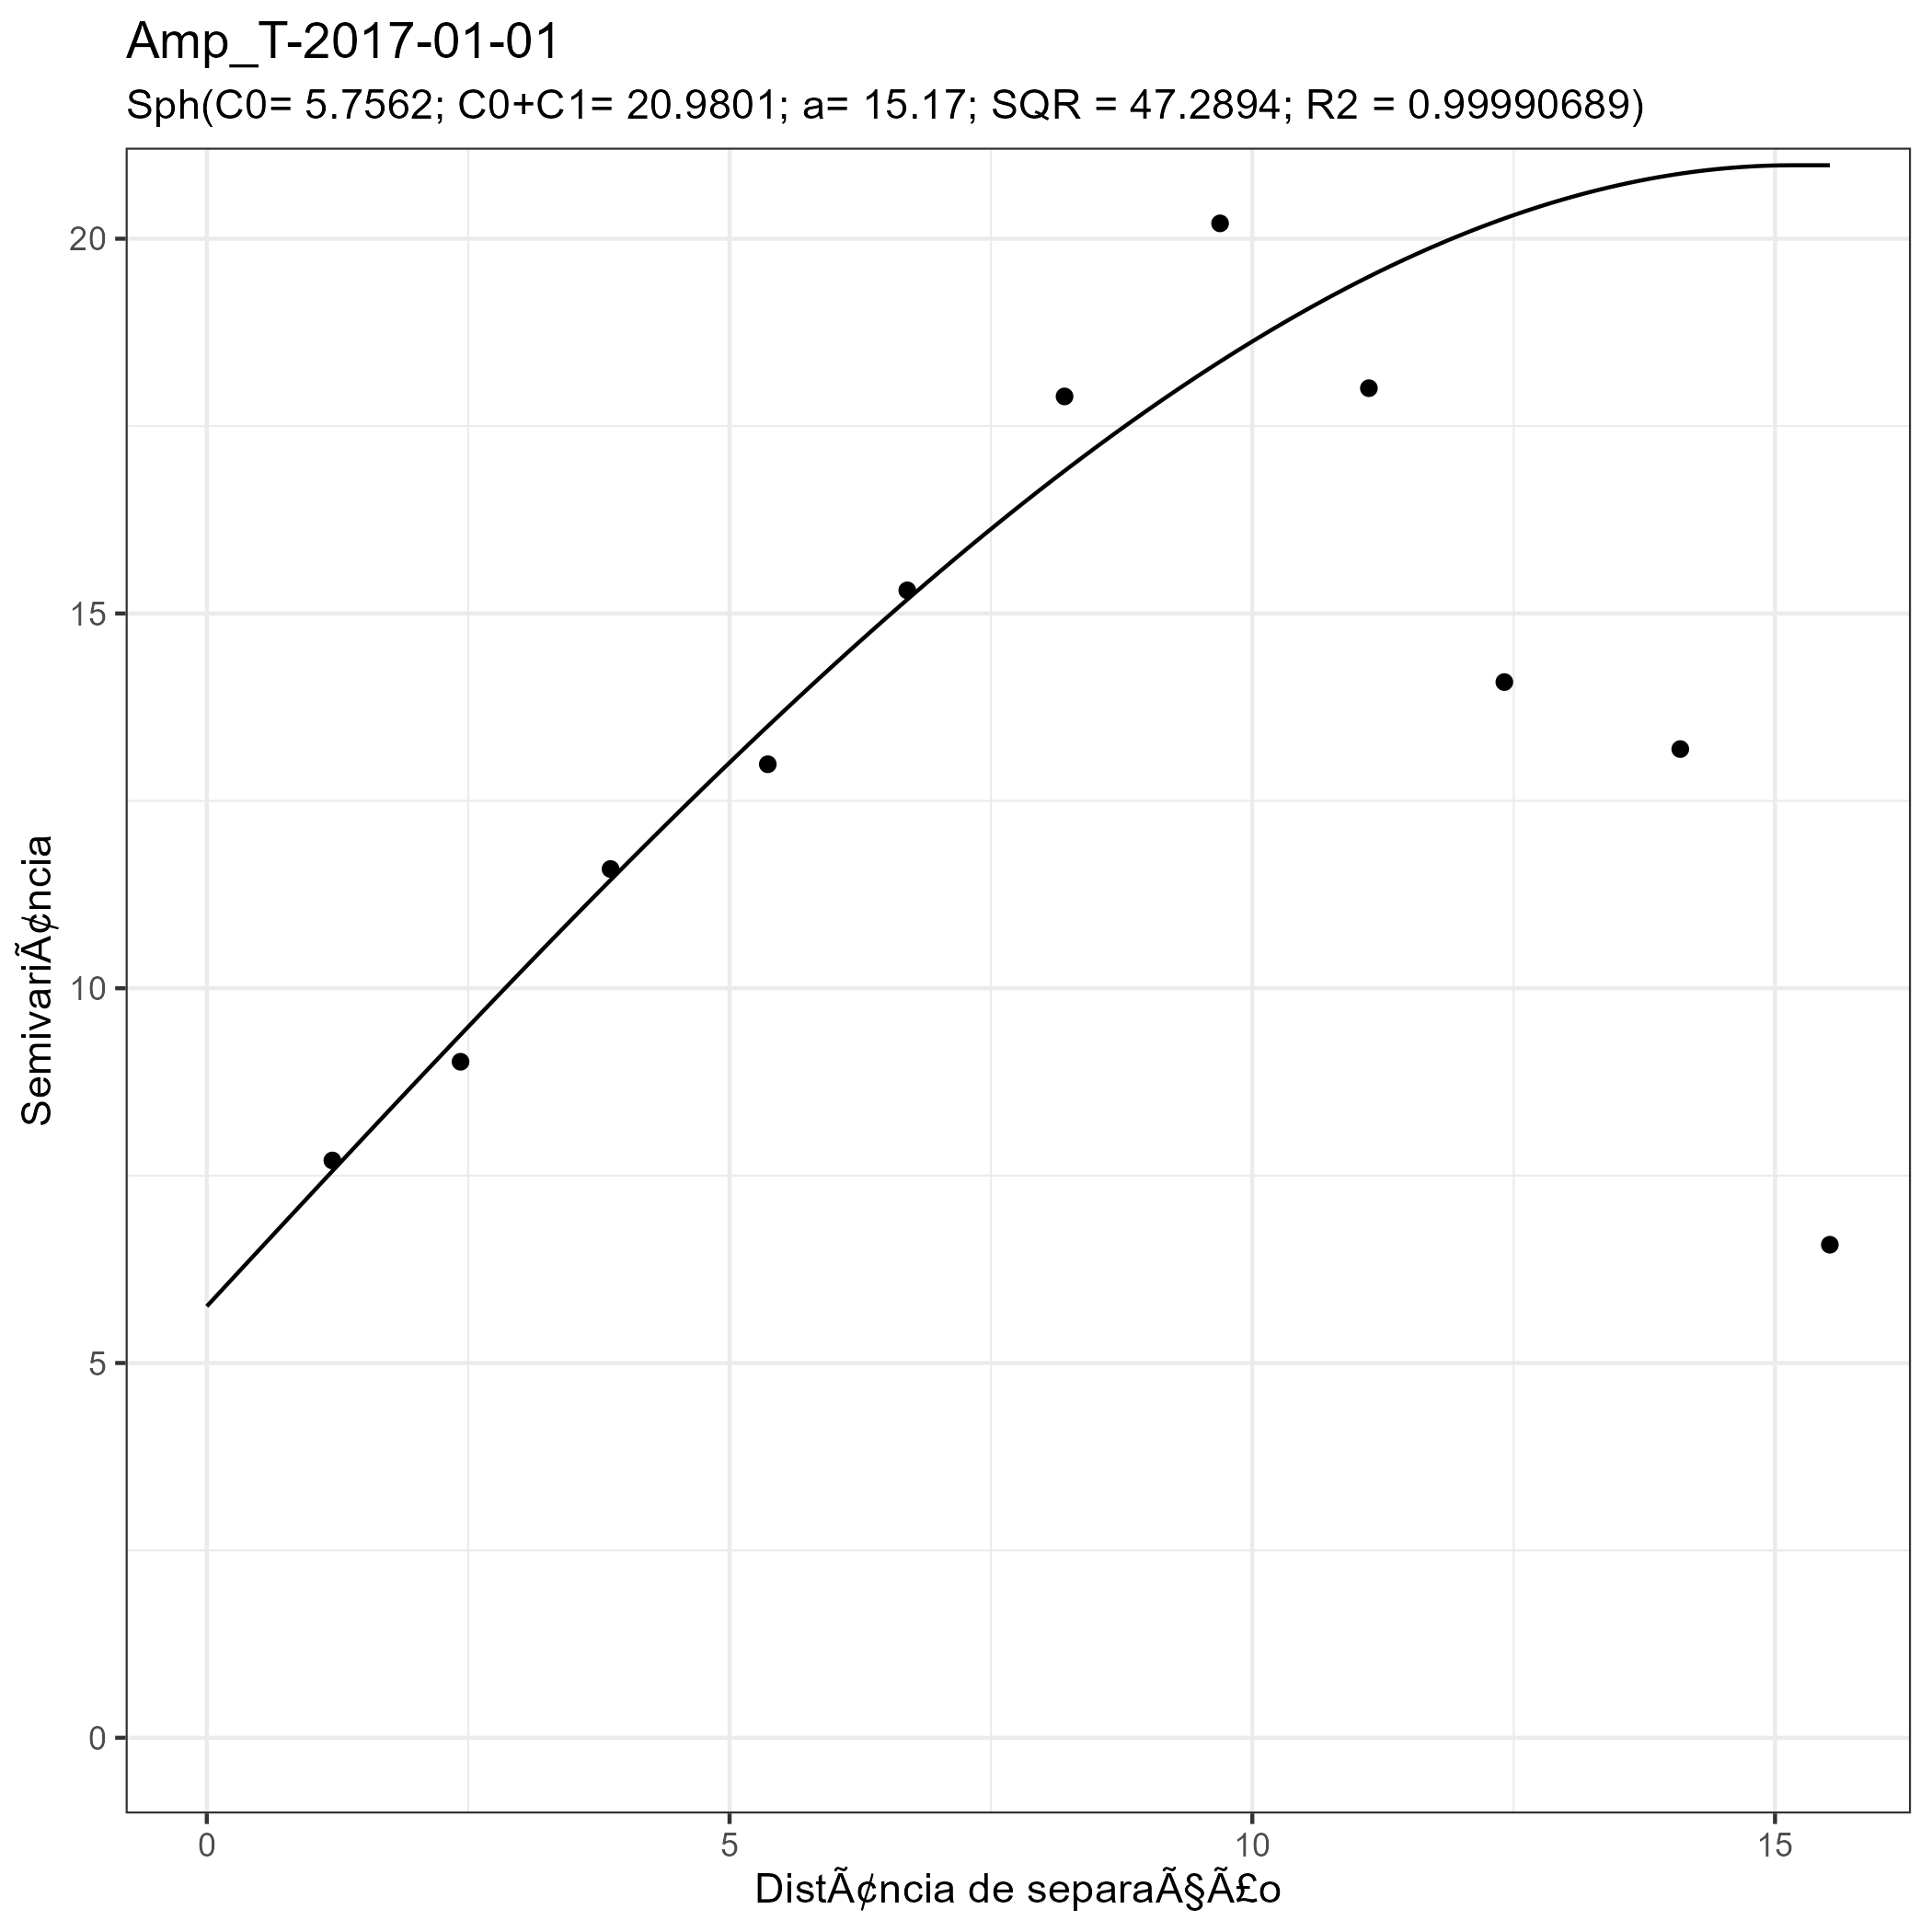 Amp_T-2017-01-01
Sph(C0= 5.7562; C0+C1= 20.9801; a= 15.17; SQR = 47.2894; R2 = 0.99990689)
20
15
10
5
0
SemivariÃ¢ncia
0
5
10
15
DistÃ¢ncia de separaÃ§Ã£o